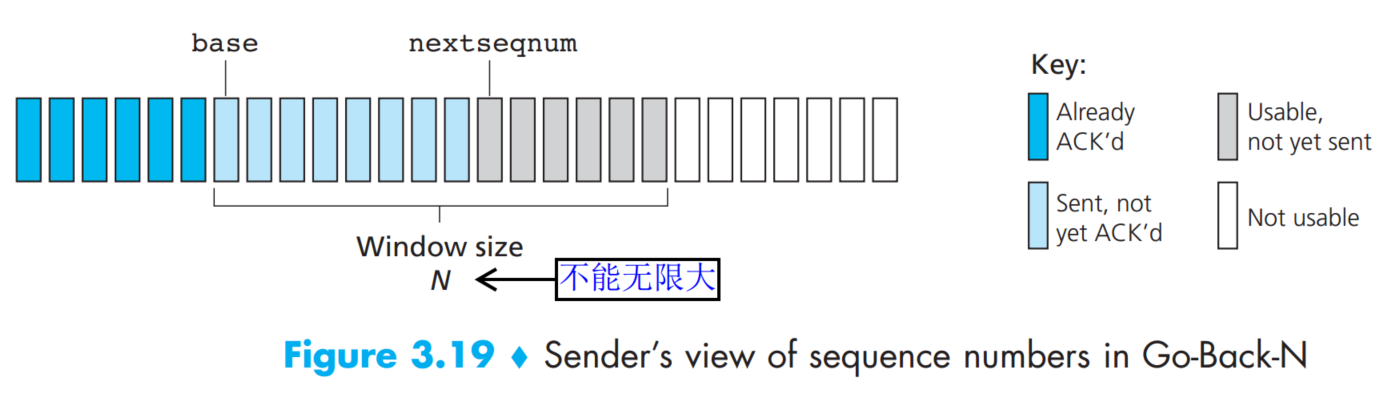 base
nextseqnum
Key:
Already
ACK’d
Usable,
not yet sent
Sent, not
yet ACK’d
Not usable
Window size
N
不能无限大
Figure 3.19 ♦ Sender’s view of sequence numbers in Go-Back-N